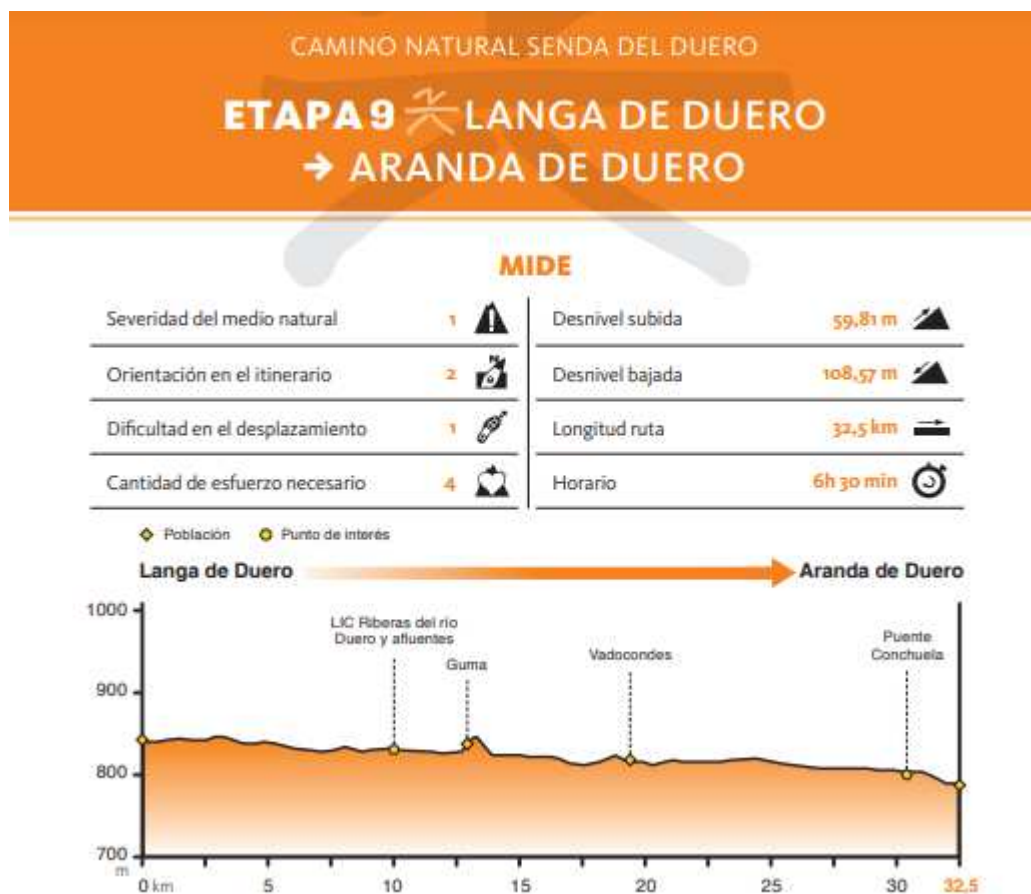 CAMINO NATURAL SENDA DEL DUERO
ETAPA 9 LANGA DE DUERO
→ ARANDA DE DUERO
MIDE
Severidad del medio natural 1
Orientación en el itinerario 2
Dificultad en el desplazamiento 1
Cantidad de esfuerzo necesario 4
Desnivel subida 59,81 m
Desnivel bajada 108,57 m
Longitud ruta 32,5 km
Horario 6h 30 min
Población Punto de interés
Langa de Duero Aranda de Duero
LIC Riberas del río
Duero y afluentes
Guma
Vadocondes
Puente
Conchuela
1000
900
800
700
m
0 km 5 10 15 20 25 30 32,5